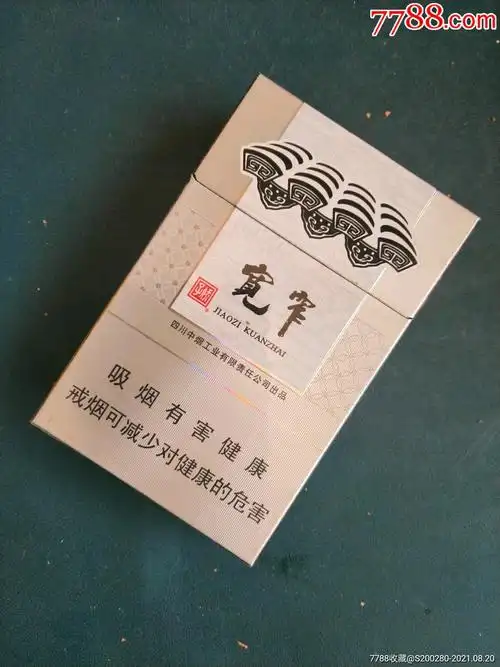 7788.com
宽窄
JIAOZI KUANZHAI
四川中烟工业有限责任公司出品
吸烟有害健康
戒烟可减少对健康的危害
7788收藏@S200280-2021.08.20